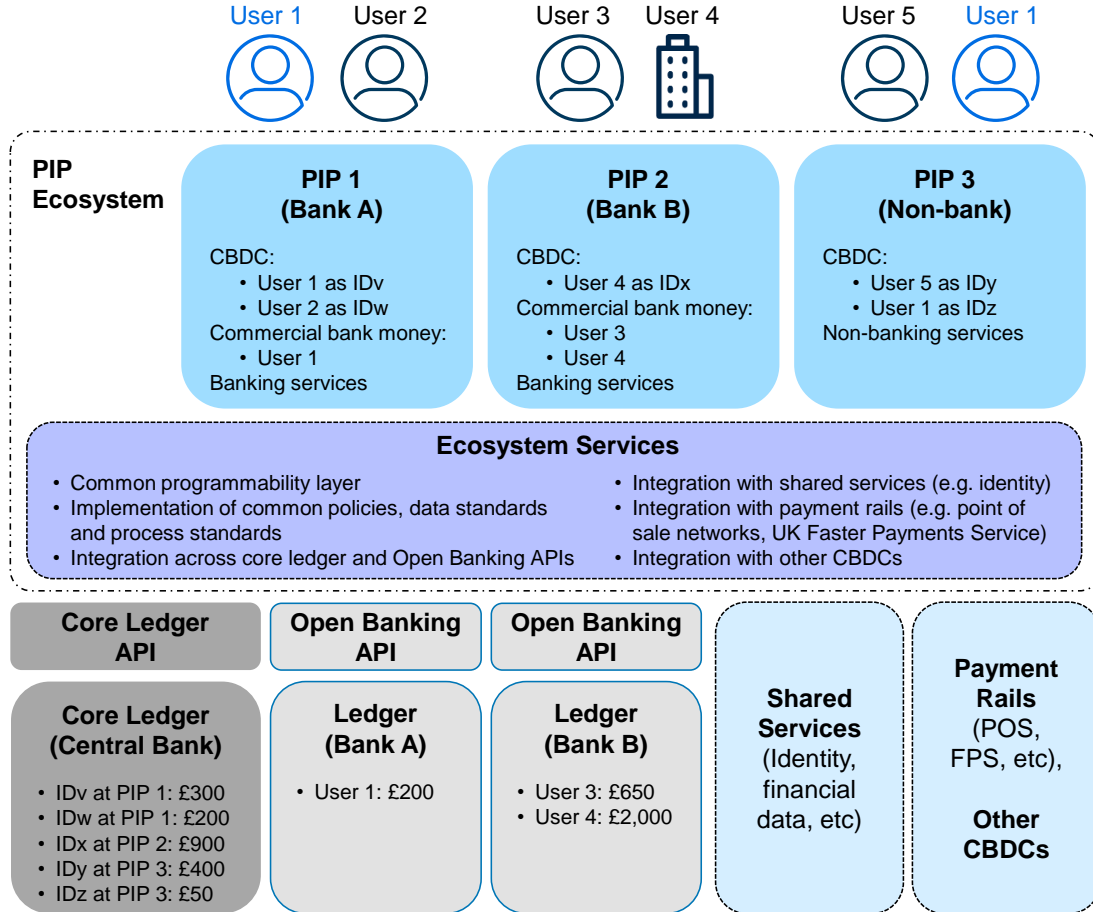 User 1
User 2
User 3
User 4
User 5
User 1
PIP
Ecosystem
PIP 1
(Bank A)
CBDC:
• User 1 as IDv
• User 2 as IDw
Commercial bank money:
• User 1
Banking services
PIP 2
(Bank B)
CBDC:
• User 4 as IDx
Commercial bank money:
• User 3
• User 4
Banking services
PIP 3
(Non-bank)
CBDC:
• User 5 as IDy
• User 1 as IDz
Non-banking services
Ecosystem Services
• Common programmability layer
• Implementation of common policies, data standards
and process standards
• Integration across core ledger and Open Banking APIs
• Integration with shared services (e.g. identity)
• Integration with payment rails (e.g. point of
sale networks, UK Faster Payments Service)
• Integration with other CBDCs
Core Ledger
API
Open Banking
API
Open Banking
API
Core Ledger
(Central Bank)
• IDv at PIP 1: £300
• IDw at PIP 1: £200
• IDx at PIP 2: £900
• IDy at PIP 3: £400
• IDz at PIP 3: £50
Ledger
(Bank A)
• User 1: £200
Ledger
(Bank B)
• User 3: £650
• User 4: £2,000
Shared
Services
(Identity,
financial
data, etc)
Payment
Rails
(POS,
FPS, etc),
Other
CBDCs